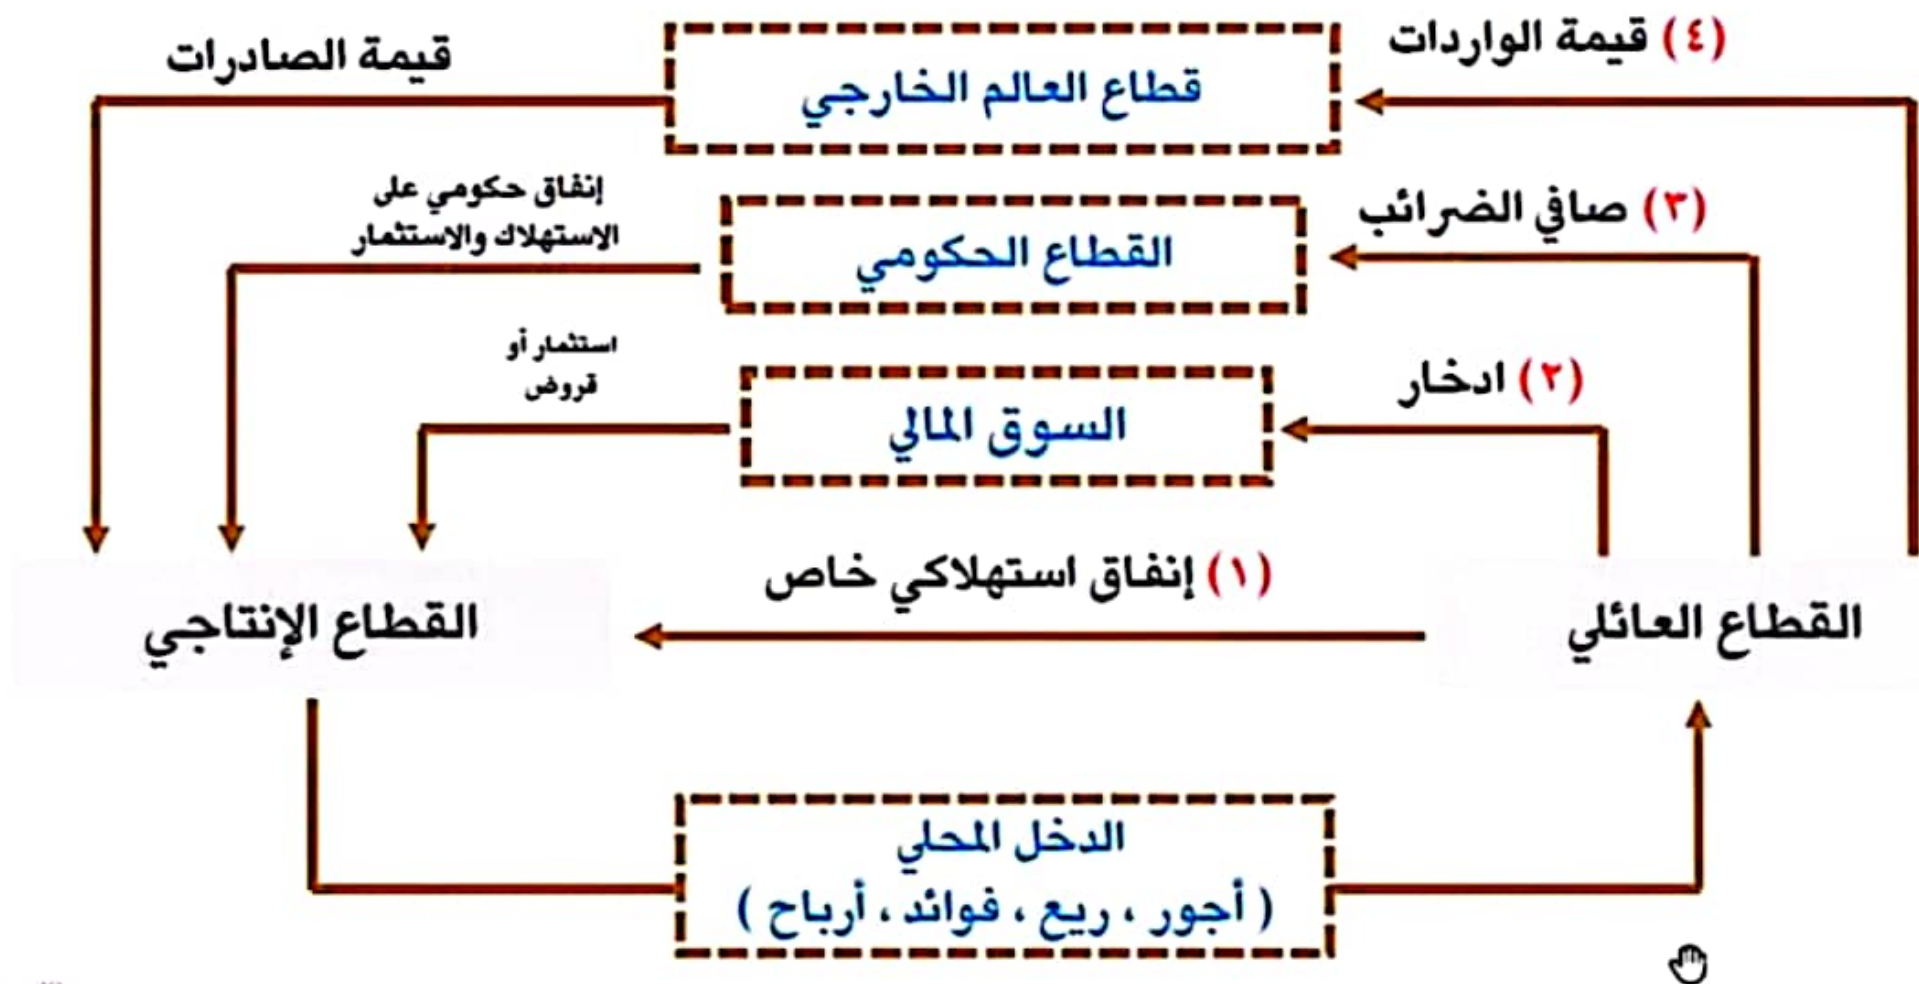 (٤) قيمة الواردات
قطاع العالم الخارجي
قيمة الصادرات
(٣) صافي الضرائب
القطاع الحكومي
إنفاق حكومي على
الاستهلاك والاستثمار
(٢) ادخار
السوق المالي
استثمار أو
قروض
(١) إنفاق استهلاكي خاص
القطاع العائلي
القطاع الإنتاجي
الدخل المحلي
( أجور ، ريع ، فوائد ، أرباح )